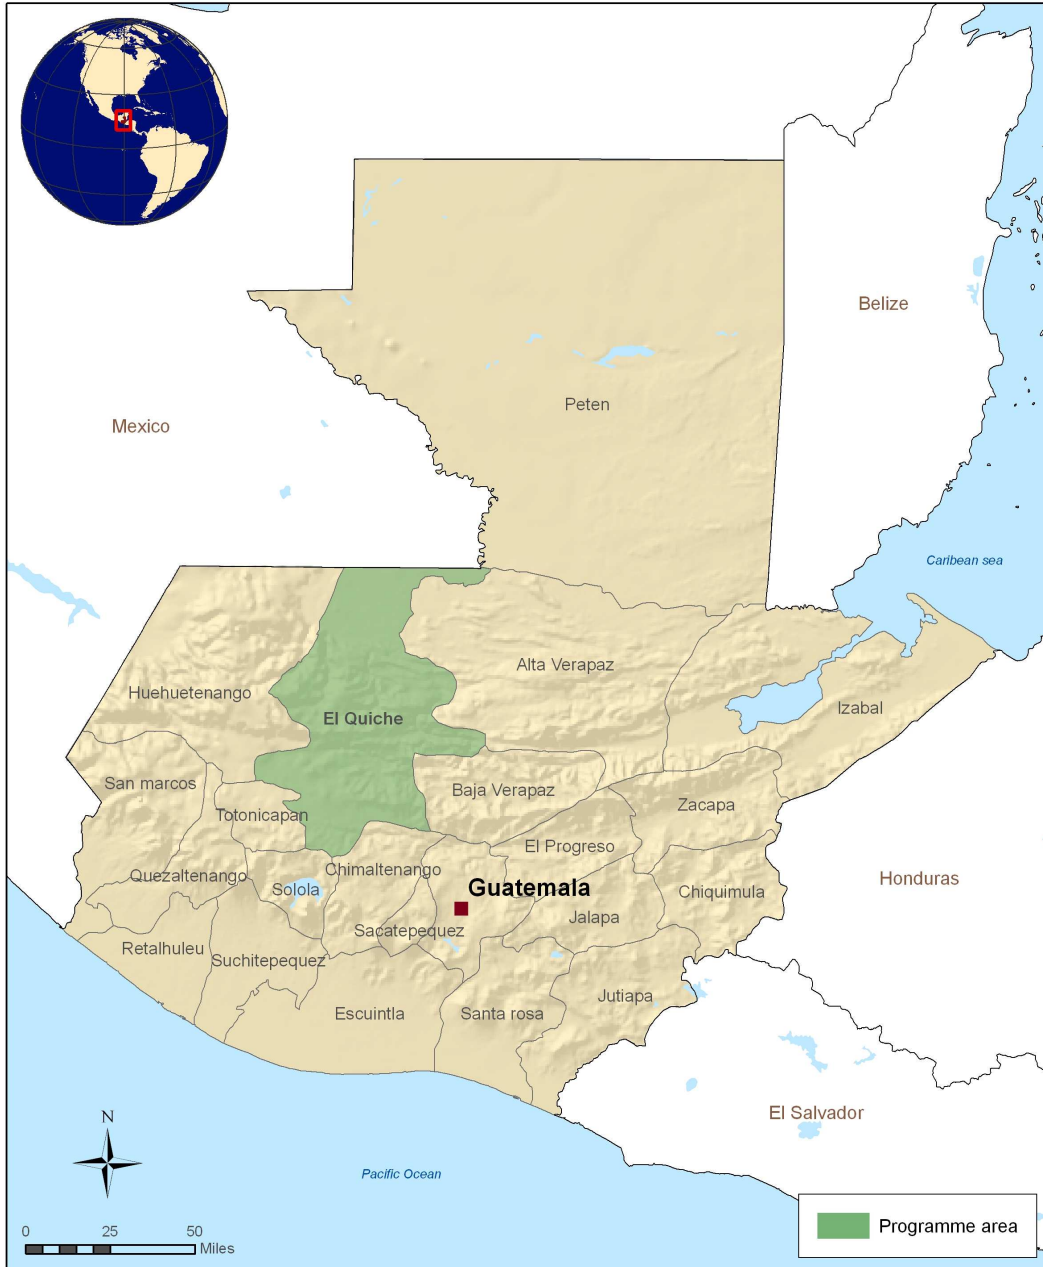 Belize
Peten
Mexico
Caribean sea
Alta Verapaz
Huehuetenango
Izabal
El Quiche
San marcos
Baja Verapaz
Zacapa
Totonicapan
El Progreso
Chimaltenango
Quezaltenango
Solola
Guatemala
Chiquimula
Honduras
Jalapa
Sacatepequez
Retalhuleu
Suchitepequez
Jutiapa
Escuintla
Santa rosa
El Salvador
N
Pacific Ocean
Programme area
0 25 50
Miles